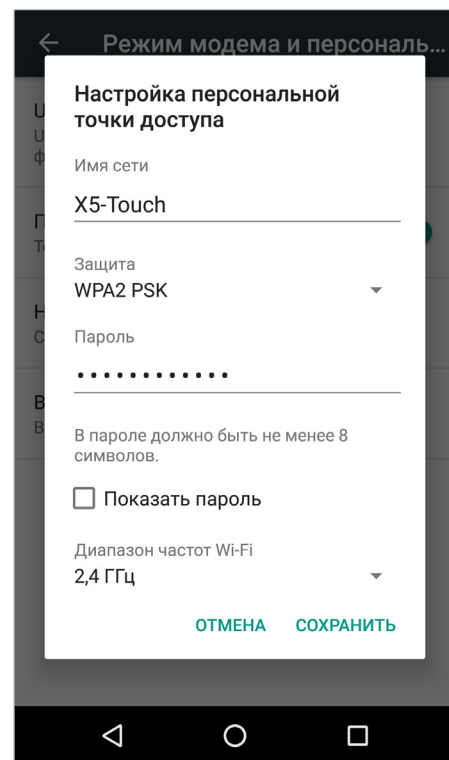 Режим модема и персональ...
Настройка персональной
точки доступа
Имя сети
X5-Touch
Защита
WPA2 PSK
Пароль
............
В пароле должно быть не менее 8
символов.
Показать пароль
Диапазон частот Wi-Fi
2,4 ГГц
ОТМЕНА СОХРАНИТЬ